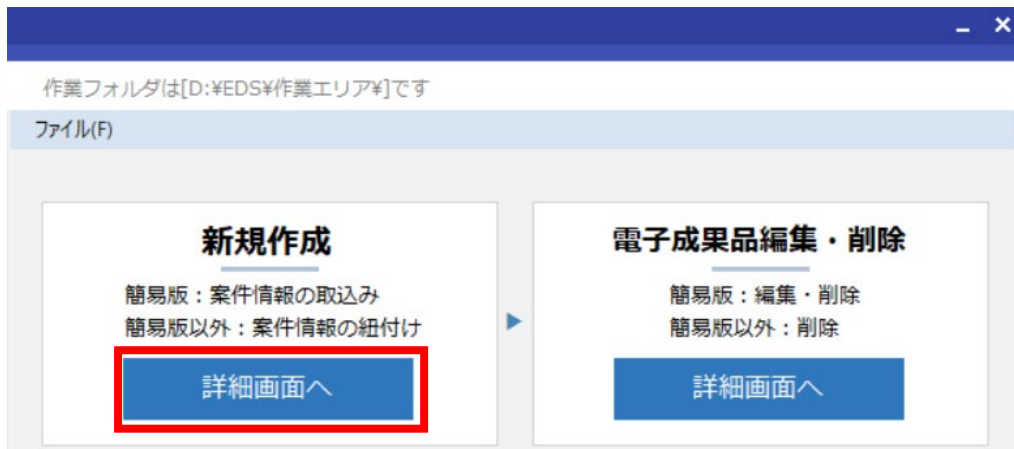 作業フォルダは[D:¥EDS¥作業エリア¥]です
ファイル(F)
新規作成
簡易版：案件情報の取込み
簡易版以外：案件情報の紐付け
詳細画面へ
電子成果品編集・削除
簡易版：編集・削除
簡易版以外：削除
詳細画面へ